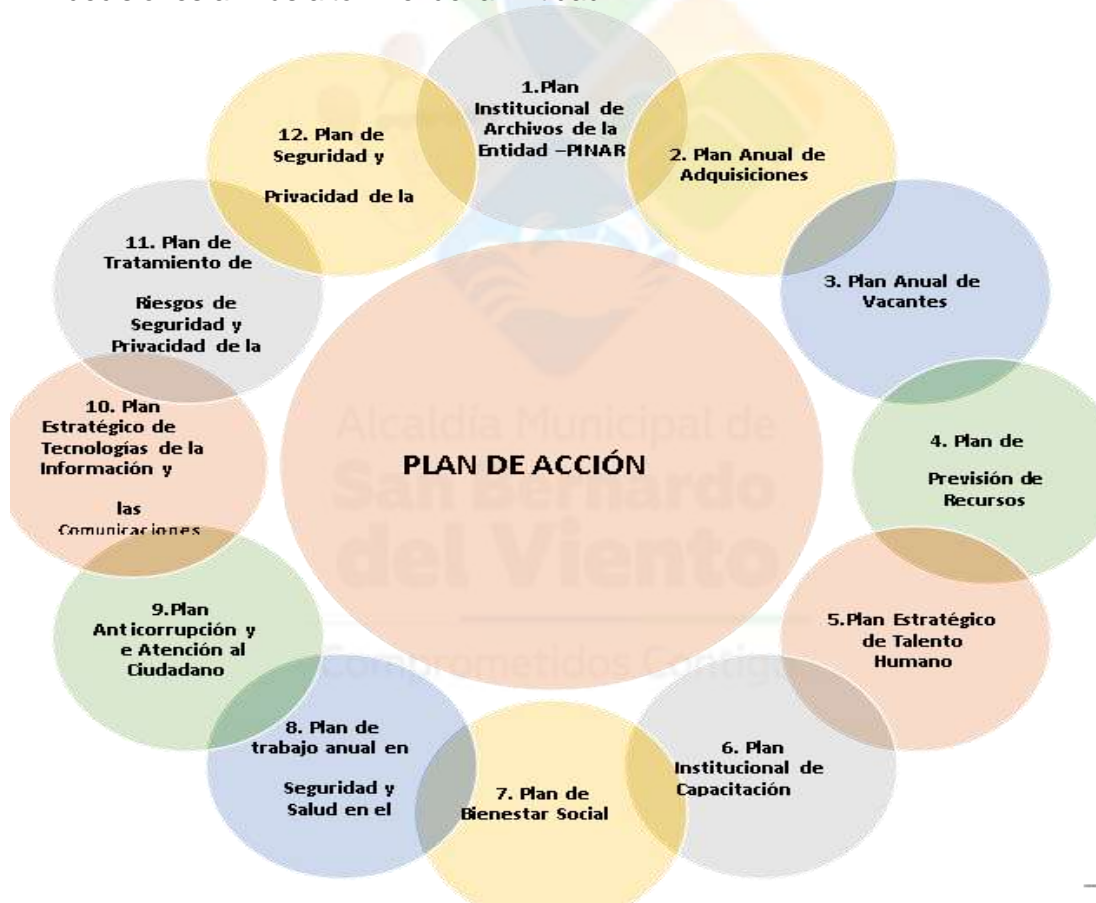 1.Plan
Institucional de
Archivos de la
Entidad –PINAR
2. Plan Anual de
Adquisiciones
3. Plan Anual de
Vacantes
4. Plan de
Previsión de
Recursos
5.Plan Estratégico
de Talento
Humano
6. Plan
Institucional de
Capacitación
7. Plan de
Bienestar Social
8. Plan de
trabajo anual en
Seguridad y
Salud en el
9.Plan
Anticorrupción y
e Atención al
Ciudadano
10. Plan
Estratégico de
Tecnologías de la
Información y
las
Comunicaciones
11. Plan de
Tratamiento de
Riesgos de
Seguridad y
Privacidad de la
12. Plan de
Seguridad y
Privacidad de la
PLAN DE ACCIÓN
Alcaldía Municipal de
San Bernardo
del Viento
Comprometidos Contigo